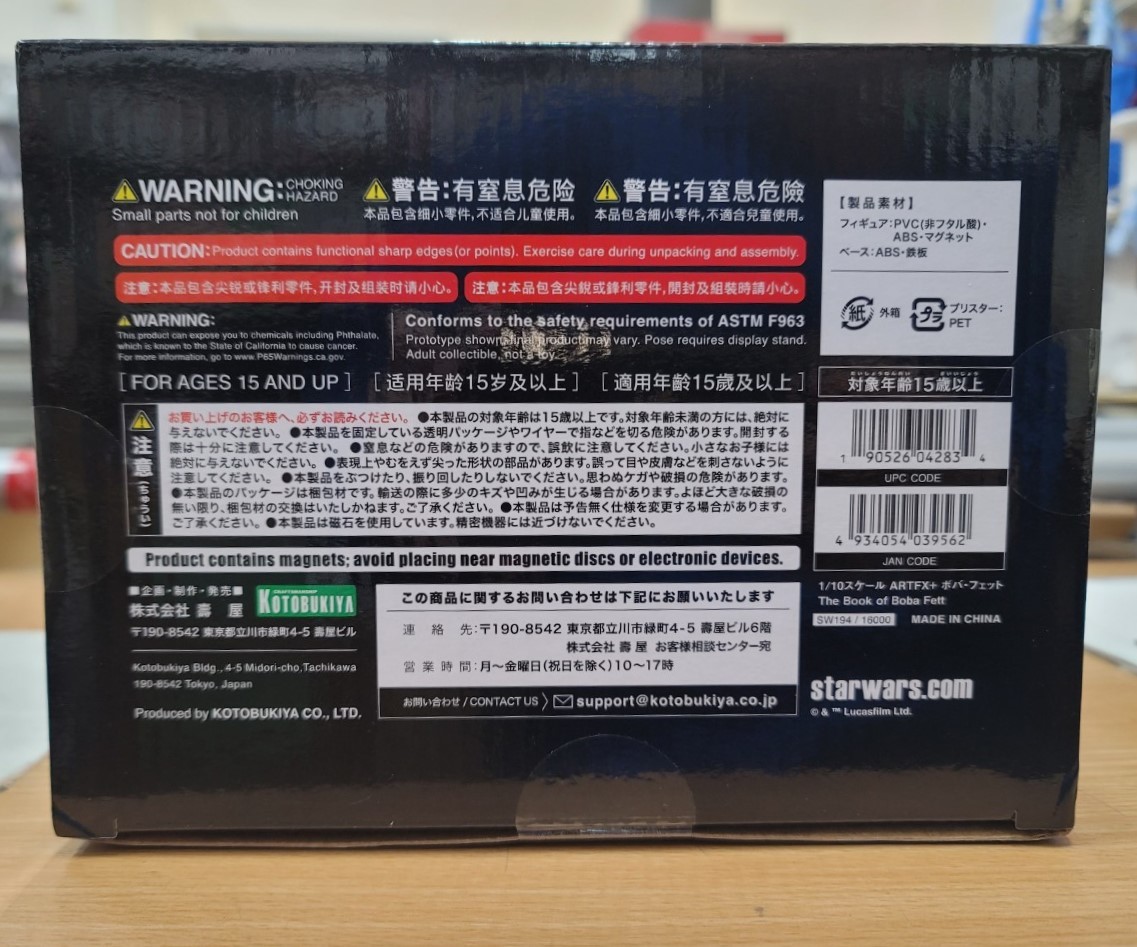 ⚠WARNING: CHOKING HAZARD
Small parts not for children
⚠警告:有窒息危险
本品包含细小零件,不适合儿童使用。
⚠警告:有窒息危險
本品包含細小零件,不適合兒童使用。
CAUTION: Product contains functional sharp edges(or points). Exercise care during unpacking and assembly.
注意:本品包含尖锐或锋利零件,开封及组装时请小心。
注意:本品包含尖銳或鋒利零件,開封及組裝時請小心。
⚠WARNING:
This product can expose you to chemicals including Phthalate,
which is known to the State of California to cause cancer.
For more information, go to www.P65Warnings.ca.gov.
Conforms to the safety requirements of ASTM F963
Prototype shown, final product may vary. Pose requires display stand.
Adult collectible, not a toy.
[FOR AGES 15 AND UP]
[适用年龄15岁及以上]
[適用年齡15歲及以上]
⚠注意(ちゅうい)
お買い上げのお客様へ、必ずお読みください。 ●本製品の対象年齢は15歳以上です。対象年齢未満の方には、絶対に
与えないでください。 ●本製品を固定している透明パッケージやワイヤーで指などを切る危険があります。開封する
際は十分に注意してください。 ●窒息などの危険がありますので、誤飲に注意してください。小さなお子様には
絶対に与えないでください。 ●表現上やむをえず尖った形状の部品があります。誤って目や皮膚などを刺さないように
注意してください。 ●本製品をぶつけたり、振り回したりしないでください。思わぬケガや破損の危険があります。
●本製品のパッケージは梱包材です。輸送の際に多少のキズや凹みが生じる場合があります。よほど大きな破損の
無い限り、梱包材の交換はいたしかねます。ご了承ください。 ●本製品は予告無く仕様を変更する場合があります。
ご了承ください。 ●本製品は磁石を使用しています。精密機器には近づけないでください。
Product contains magnets; avoid placing near magnetic discs or electronic devices.
■企画・制作・発売■
株式会社 壽 屋
CRAFTSMANSHIP
KOTOBUKIYA
〒190-8542 東京都立川市緑町4-5 壽屋ビル
Kotobukiya Bldg., 4-5 Midori-cho,Tachikawa
190-8542 Tokyo, Japan
Produced by KOTOBUKIYA CO., LTD.
この商品に関するお問い合わせは下記にお願いいたします
連絡先:〒190-8542 東京都立川市緑町4-5 壽屋ビル6階
株式会社 壽 屋 お客様相談センター宛
営業時間:月〜金曜日(祝日を除く)10〜17時
お問い合わせ / CONTACT US 〉 support@kotobukiya.co.jp
【製品素材】
フィギュア:PVC(非フタル酸)・
ABS・マグネット
ベース:ABS・鉄板
紙 外箱
プラ ブリスター:
PET
たいしょうねんれい さいいじょう
対象年齢15歳以上
1 90526 04283 4
UPC CODE
4 934054 039562
JAN CODE
1/10スケール ARTFX+ ボバ・フェット
The Book of Boba Fett
SW194 / 16000 MADE IN CHINA
starwars.com
© & ™ Lucasfilm Ltd.